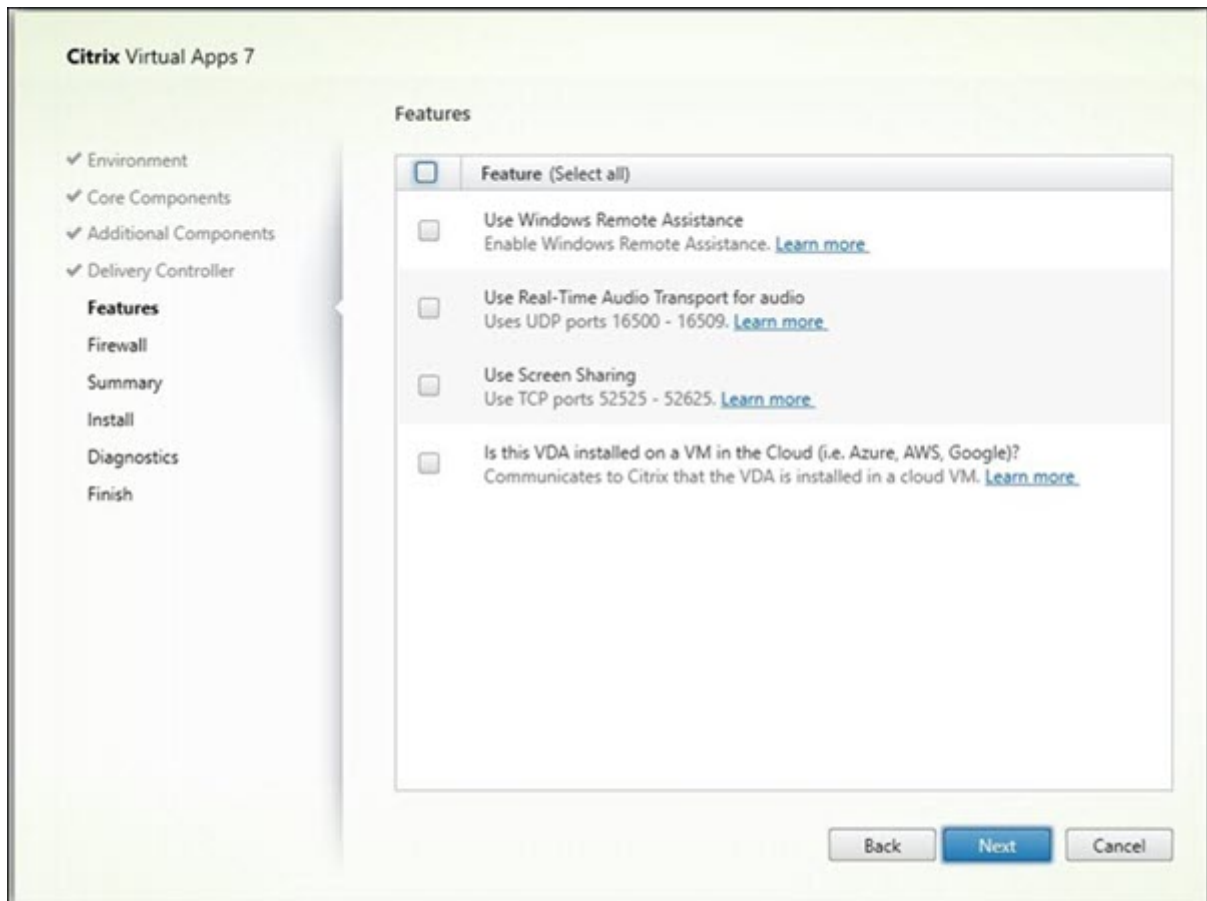 Citrix Virtual Apps 7
Features
Environment
Core Components
Additional Components
Delivery Controller
Features
Firewall
Summary
Install
Diagnostics
Finish
Feature (Select all)
Use Windows Remote Assistance
Enable Windows Remote Assistance. Learn more
Use Real-Time Audio Transport for audio
Uses UDP ports 16500 - 16509. Learn more
Use Screen Sharing
Use TCP ports 52525 - 52625. Learn more
Is this VDA installed on a VM in the Cloud (i.e. Azure, AWS, Google)?
Communicates to Citrix that the VDA is installed in a cloud VM. Learn more
Back
Next
Cancel